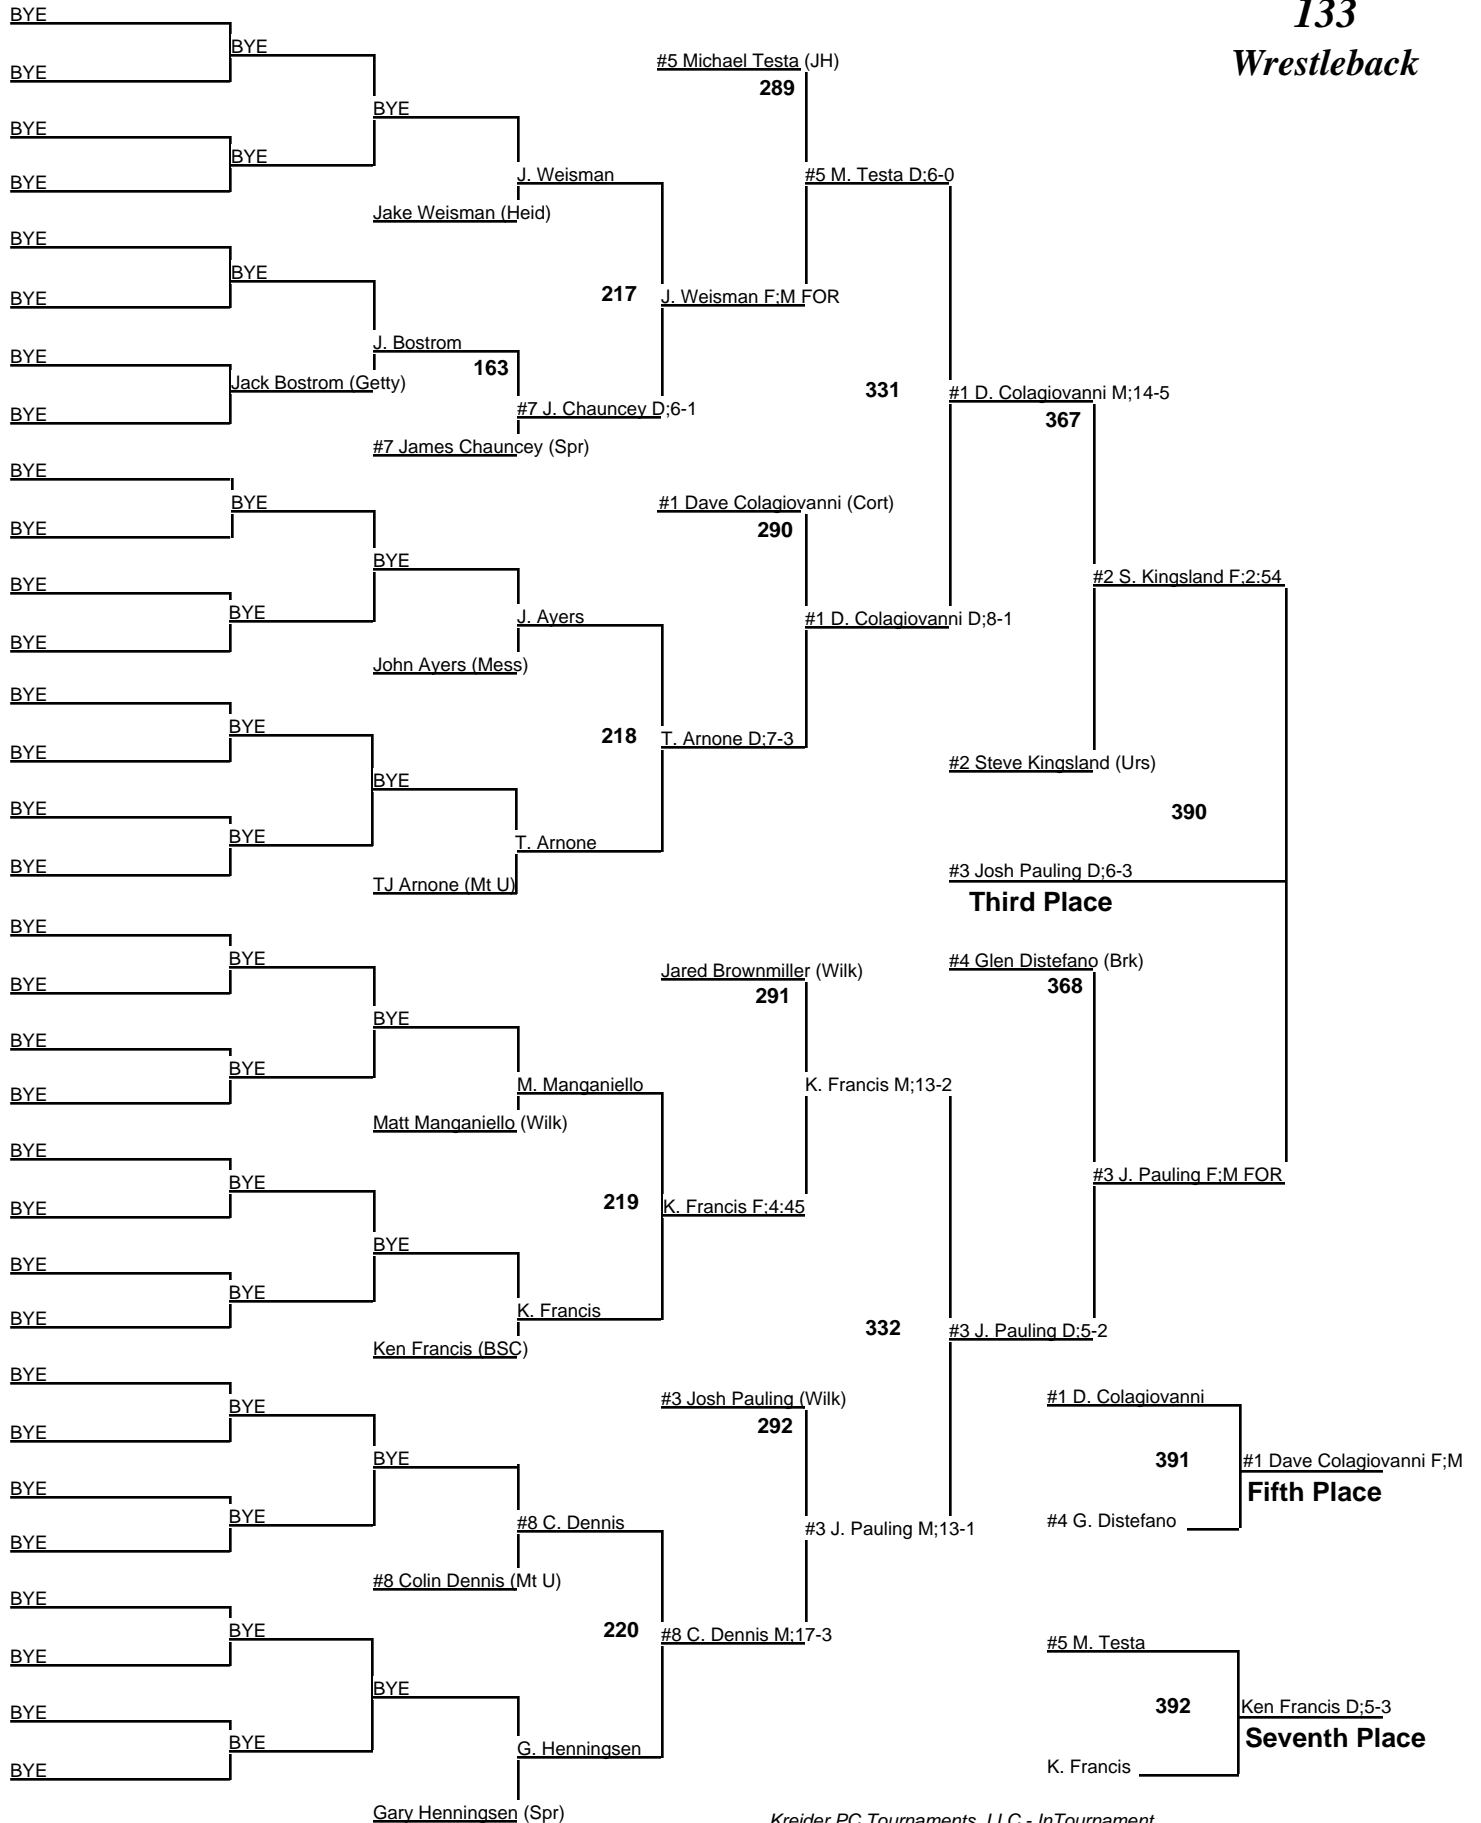 133
Wrestleback
BYE
BYE
BYE
#5 Michael Testa (JH)
289
BYE
BYE
BYE
BYE
J. Weisman
#5 M. Testa D;6-0
Jake Weisman (Heid)
BYE
BYE
BYE
217
J. Weisman F;M FOR
J. Bostrom
BYE
163
Jack Bostrom (Getty)
331
#1 D. Colagiovanni M;14-5
BYE
#7 J. Chauncey D;6-1
367
#7 James Chauncey (Spr)
BYE
BYE
#1 Dave Colagiovanni (Cort)
BYE
290
BYE
BYE
#2 S. Kingsland F;2:54
BYE
J. Ayers
#1 D. Colagiovanni D;8-1
BYE
John Ayers (Mess)
BYE
BYE
218
T. Arnone D;7-3
BYE
#2 Steve Kingsland (Urs)
BYE
BYE
390
BYE
T. Arnone
BYE
#3 Josh Pauling D;6-3
TJ Arnone (Mt U)
Third Place
BYE
BYE
Jared Brownmiller (Wilk)
#4 Glen Distefano (Brk)
BYE
291
368
BYE
BYE
BYE
M. Manganiello
K. Francis M;13-2
BYE
Matt Manganiello (Wilk)
BYE
BYE
#3 J. Pauling F;M FOR
BYE
219
K. Francis F;4:45
BYE
BYE
BYE
BYE
K. Francis
332
#3 J. Pauling D;5-2
Ken Francis (BSC)
BYE
BYE
#3 Josh Pauling (Wilk)
#1 D. Colagiovanni
BYE
292
BYE
391
#1 Dave Colagiovanni F;M
BYE
Fifth Place
BYE
#8 C. Dennis
#3 J. Pauling M;13-1
#4 G. Distefano
BYE
#8 Colin Dennis (Mt U)
BYE
BYE
220
#8 C. Dennis M;17-3
BYE
#5 M. Testa
BYE
BYE
392
Ken Francis D;5-3
BYE
G. Henningsen
Seventh Place
BYE
K. Francis
Gary Henningsen (Spr)
Kreider PC Tournaments, LLC - InTournament